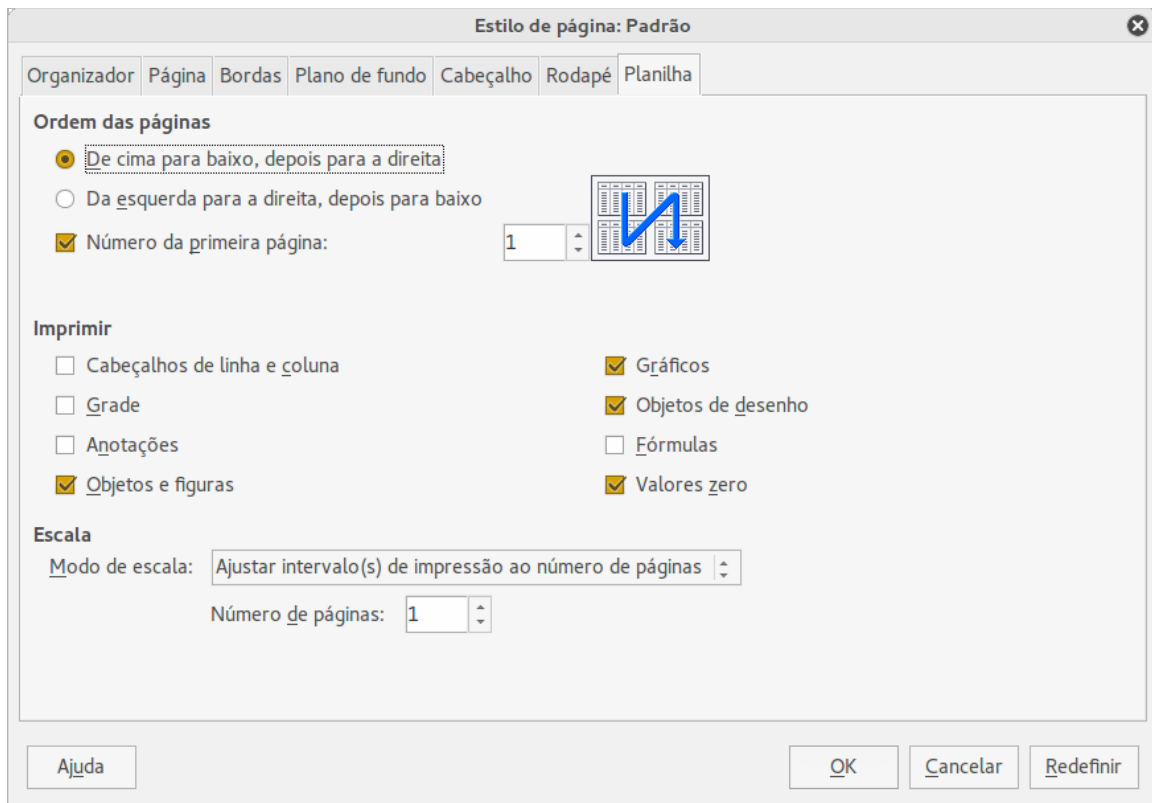 Estilo de página: Padrão
Organizador Página Bordas Plano de fundo Cabeçalho Rodapé Planilha
Ordem das páginas
De cima para baixo, depois para a direita
Da esquerda para a direita, depois para baixo
Número da primeira página: 1
Imprimir
Cabeçalhos de linha e coluna Gráficos
Grade Objetos de desenho
Anotações Fórmulas
Objetos e figuras Valores zero
Escala
Modo de escala: Ajustar intervalo(s) de impressão ao número de páginas
Número de páginas: 1
Ajuda OK Cancelar Redefinir